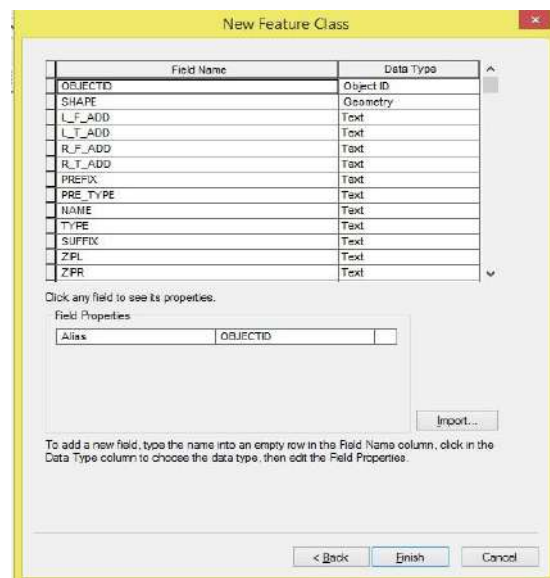 New Feature Class
Field Name Data Type
OBJECTID Object ID
SHAPE Geometry
L_F_ADD Text
L_T_ADD Text
R_F_ADD Text
R_T_ADD Text
PREFIX Text
PRE_TYPE Text
NAME Text
TYPE Text
SUFFIX Text
ZIPL Text
ZIPR Text
Click any field to see its properties.
Field Properties
Alias OBJECTID
Import...
To add a new field, type the name into an empty row in the Field Name column, click in the
Data Type column to choose the data type, then edit the Field Properties.
< Back Finish Cancel